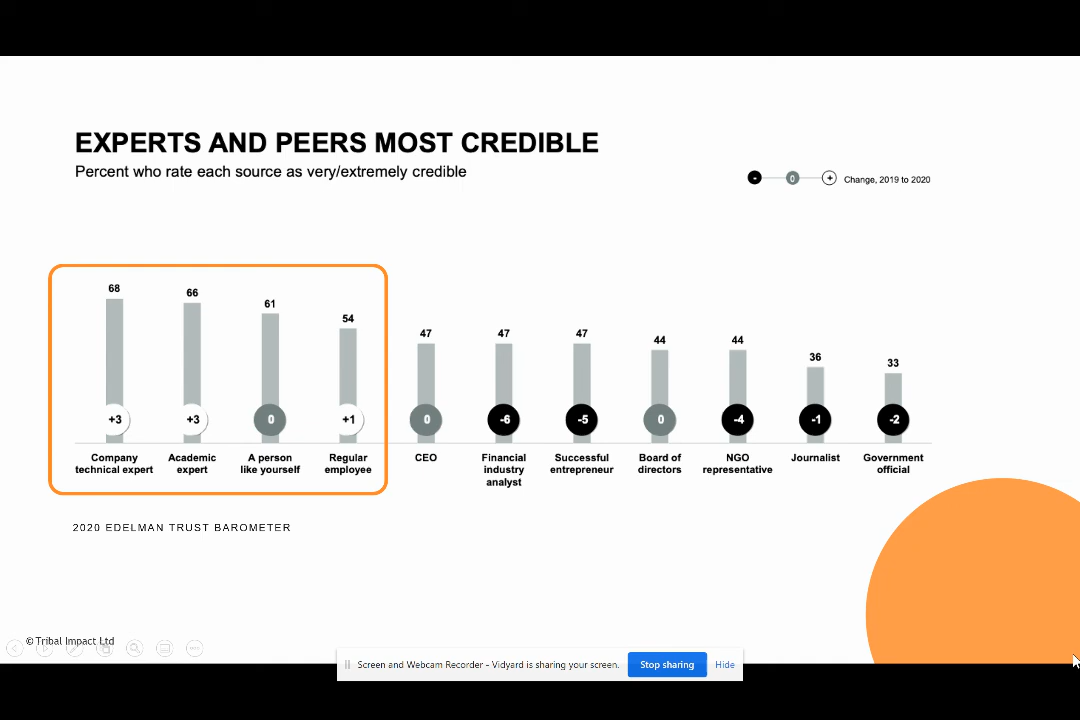 EXPERTS AND PEERS MOST CREDIBLE
Percent who rate each source as very/extremely credible
- 0 + Change, 2019 to 2020
68 66 61 54 47 47 47 44 44 36 33
+3 +3 0 +1 0 -6 -5 0 -4 -1 -2
Company Academic A person Regular CEO Financial Successful Board of NGO Journalist Government
technical expert expert like yourself employee industry entrepreneur directors representative official
analyst
2020 EDELMAN TRUST BAROMETER
© Tribal Impact Ltd
Screen and Webcam Recorder - Vidyard is sharing your screen. Stop sharing Hide